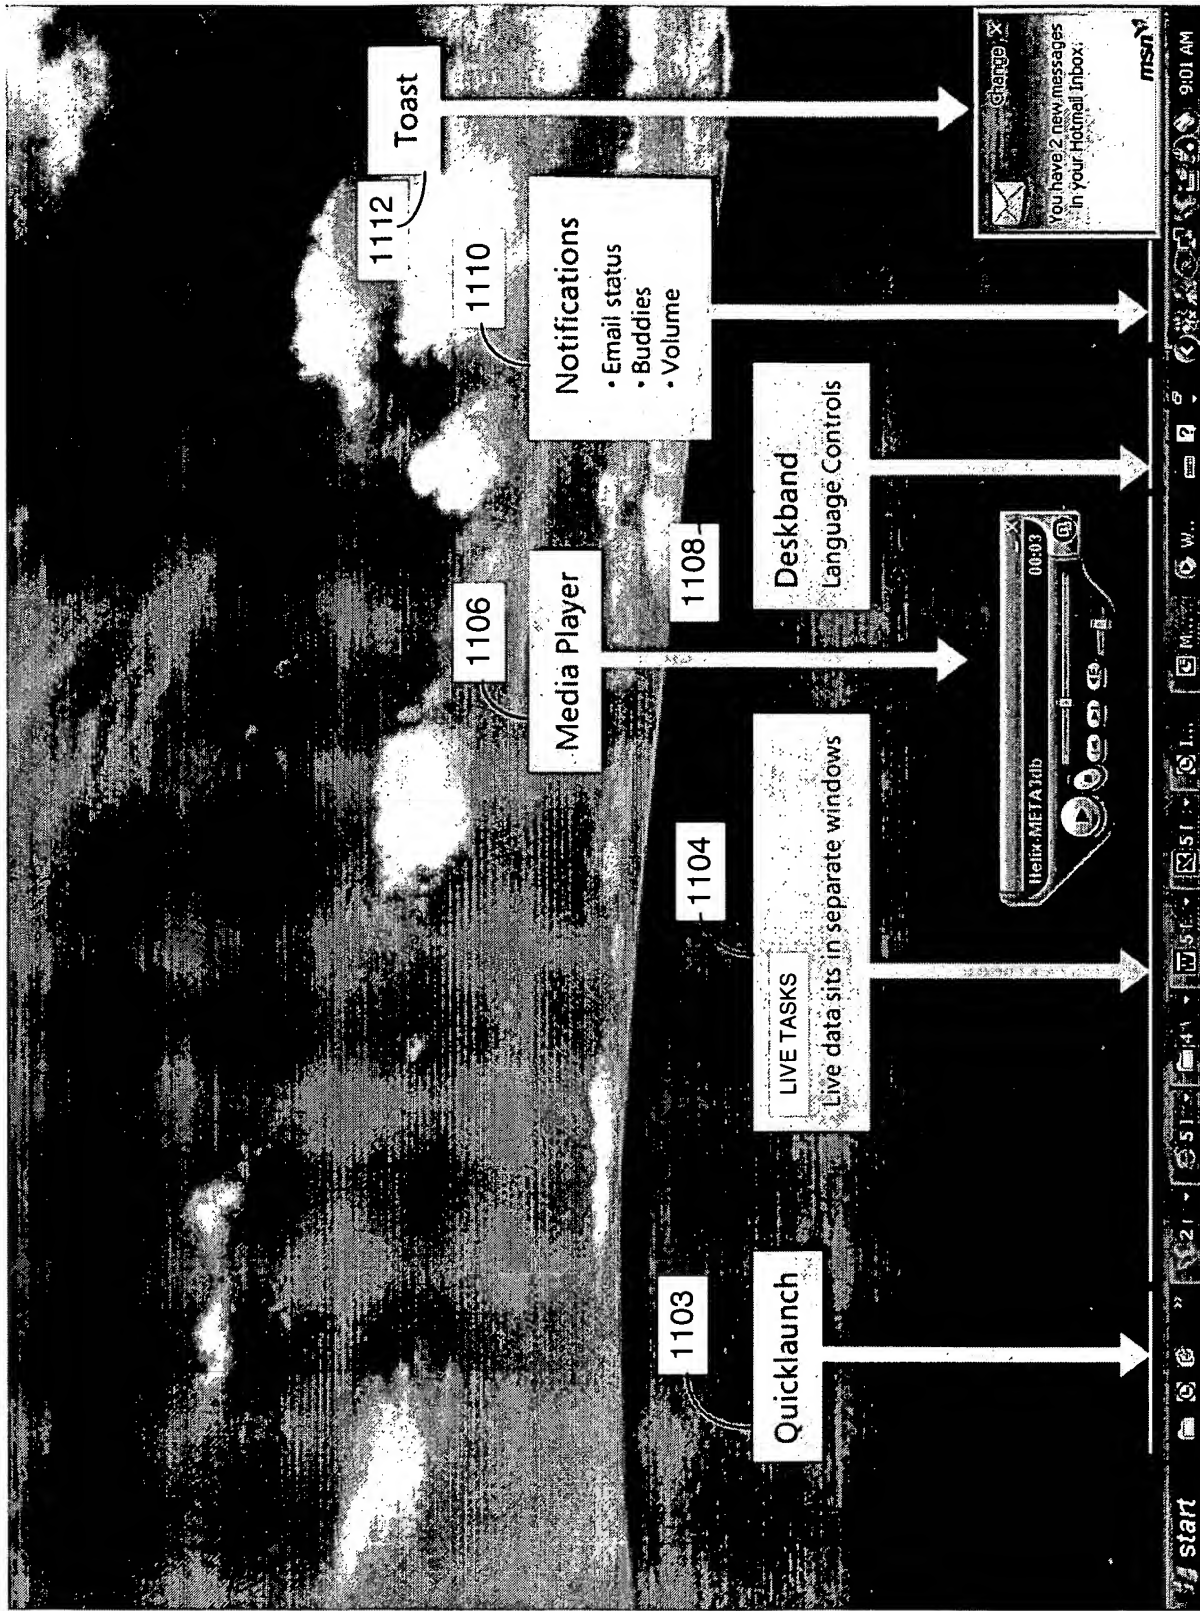 1112
Toast
1110
Notifications
• Email status
• Buddies
• Volume
1106
Media Player
1108
Deskband
Language Controls
1104
LIVE TASKS
Live data sits in separate windows
1103
Quicklaunch
Change X
You have 2 new messages
in your Hotmail Inbox.
msn
Helix-META3db
00:03
start
9:01 AM